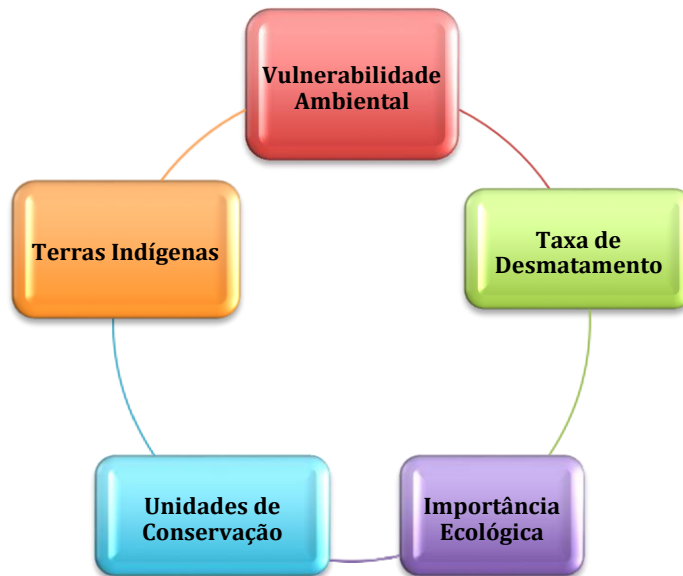 Vulnerabilidade
Ambiental
Terras Indígenas
Taxa de
Desmatamento
Unidades de
Conservação
Importância
Ecológica